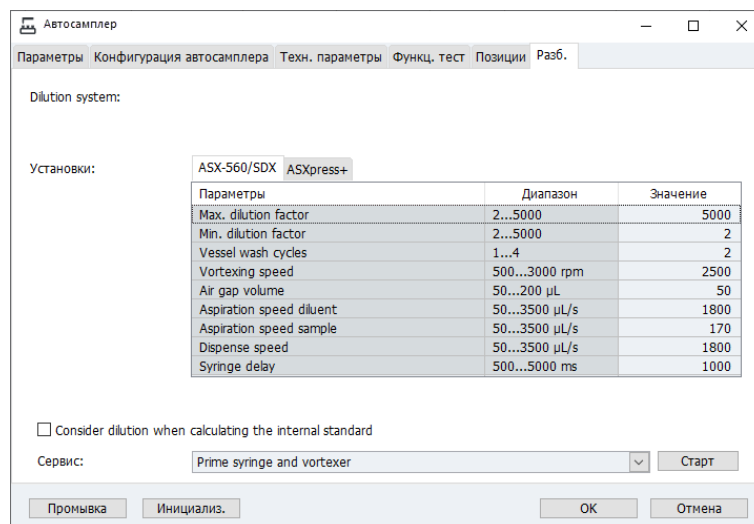 Автосамплер
Параметры Конфигурация автосамплера Техн. параметры Функц. тест Позиции Разб.
Dilution system:
Установки: ASX-560/SDX ASXpress+
Параметры Диапазон Значение
Max. dilution factor 2...5000 5000
Min. dilution factor 2...5000 2
Vessel wash cycles 1...4 2
Vortexing speed 500...3000 rpm 2500
Air gap volume 50...200 µL 50
Aspiration speed diluent 50...3500 µL/s 1800
Aspiration speed sample 50...3500 µL/s 170
Dispense speed 50...3500 µL/s 1800
Syringe delay 500...5000 ms 1000
Consider dilution when calculating the internal standard
Сервис: Prime syringe and vortexer Старт
Промывка Инициализ. OK Отмена